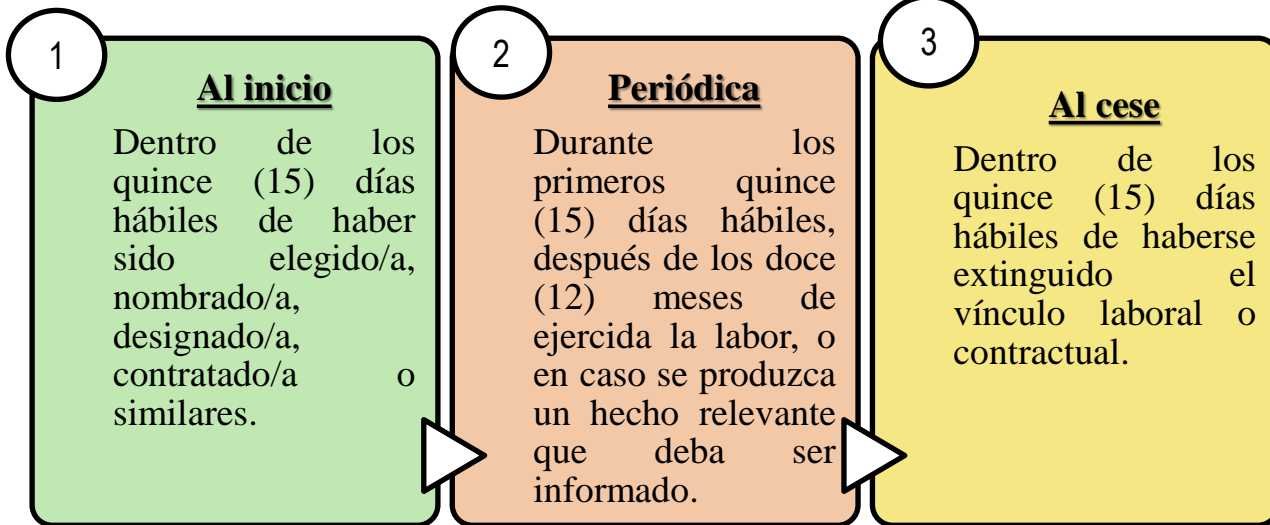 1
Al inicio
Dentro de los
quince (15) días
hábiles de haber
sido elegido/a,
nombrado/a,
designado/a,
contratado/a o
similares.
2
Periódica
Durante los
primeros quince
(15) días hábiles,
después de los doce
(12) meses de
ejercida la labor, o
en caso se produzca
un hecho relevante
que deba ser
informado.
3
Al cese
Dentro de los
quince (15) días
hábiles de haberse
extinguido el
vínculo laboral o
contractual.